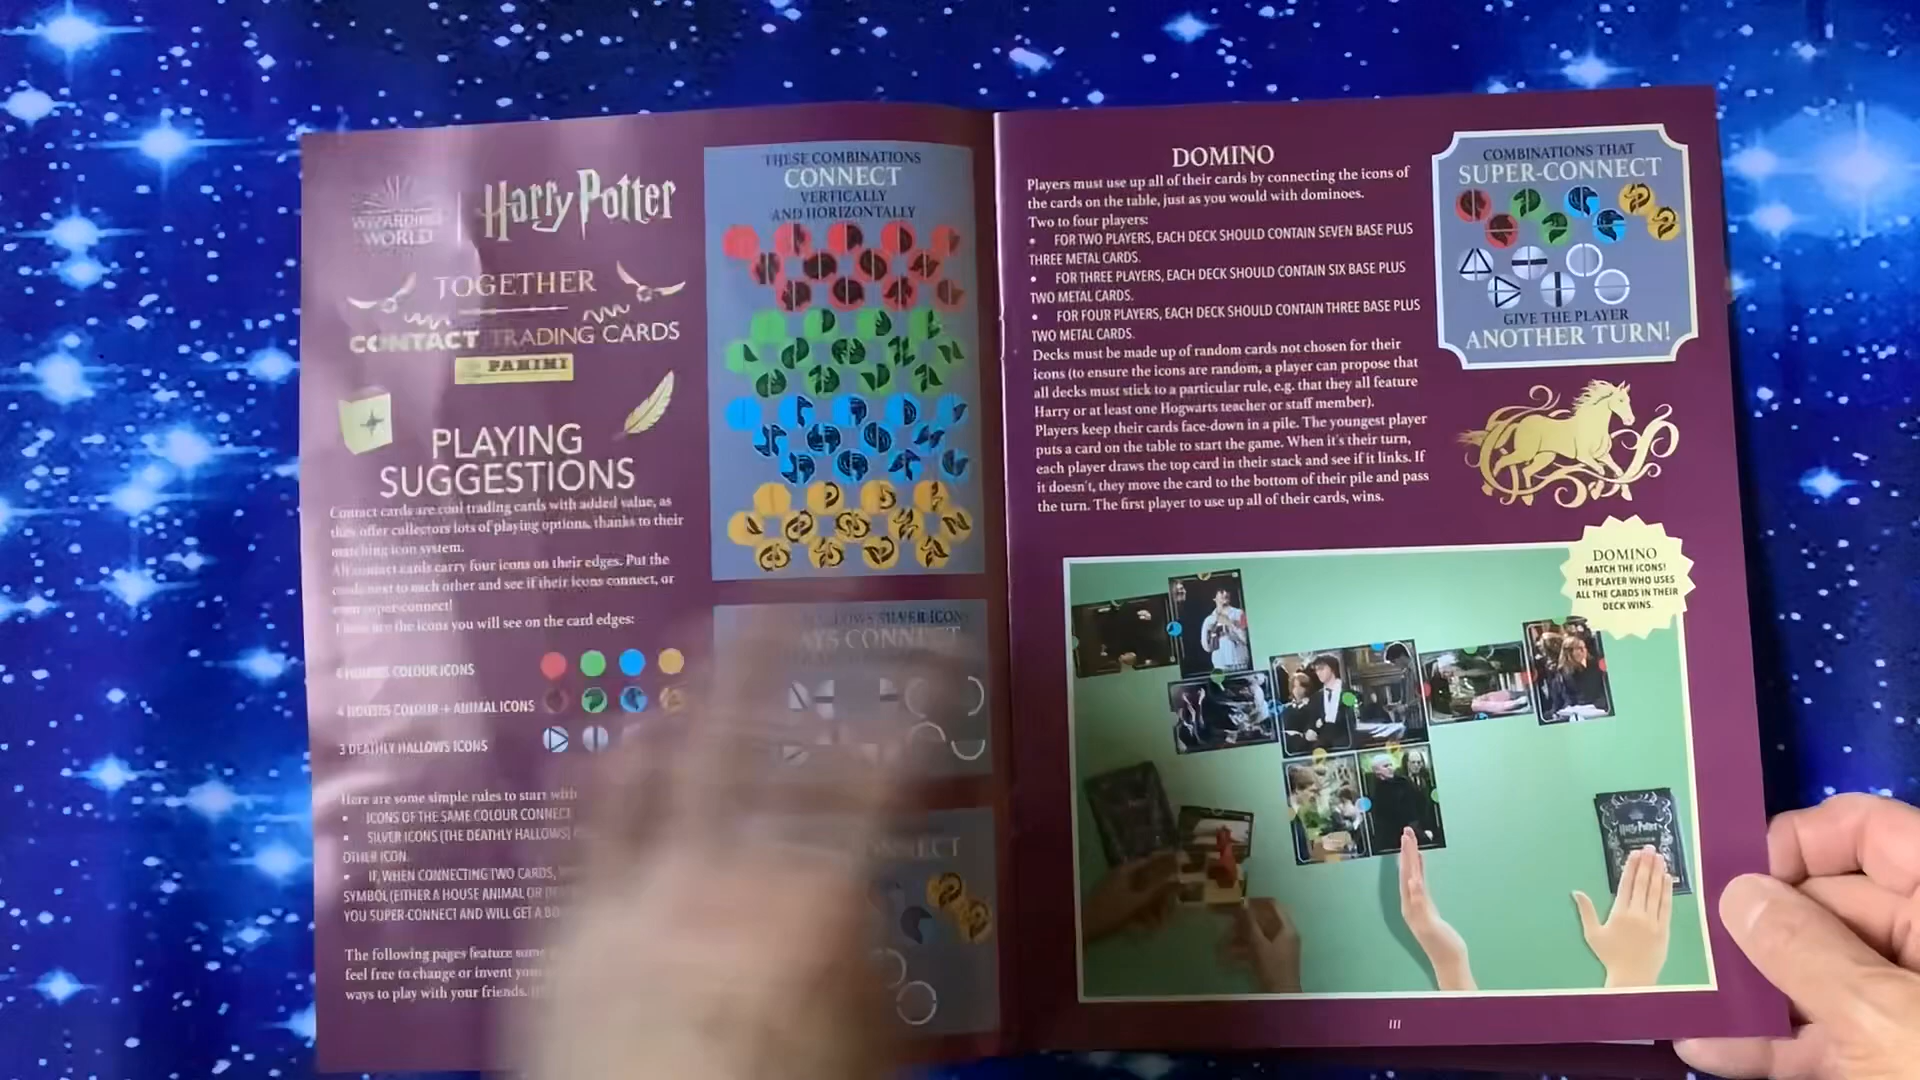 WIZARDING
WORLD
Harry Potter
TOGETHER
CONTACT TRADING CARDS
PANINI
PLAYING
SUGGESTIONS
Contact cards are cool trading cards with added value, as
they offer collectors lots of playing options, thanks to their
matching icon system.
All contact cards carry four icons on their edges. Put the
cards next to each other and see if their icons connect, or
even super-connect!
These are the icons you will see on the card edges:
4 HOUSES COLOUR ICONS
4 HOUSES COLOUR + ANIMAL ICONS
3 DEATHLY HALLOWS ICONS
Here are some simple rules to start with
• ICONS OF THE SAME COLOUR CONNECT
• SILVER ICONS (THE DEATHLY HALLOWS)
OTHER ICON.
• IF, WHEN CONNECTING TWO CARDS,
SYMBOL (EITHER A HOUSE ANIMAL OR
YOU SUPER-CONNECT AND WILL GET A
The following pages feature some
feel free to change or invent
ways to play with your friends.
THESE COMBINATIONS
CONNECT
VERTICALLY
AND HORIZONTALLY
SILVER ICON
CONNECT
DOMINO
Players must use up all of their cards by connecting the icons of
the cards on the table, just as you would with dominoes.
Two to four players:
• FOR TWO PLAYERS, EACH DECK SHOULD CONTAIN SEVEN BASE PLUS
THREE METAL CARDS.
• FOR THREE PLAYERS, EACH DECK SHOULD CONTAIN SIX BASE PLUS
TWO METAL CARDS.
• FOR FOUR PLAYERS, EACH DECK SHOULD CONTAIN THREE BASE PLUS
TWO METAL CARDS.
Decks must be made up of random cards not chosen for their
icons (to ensure the icons are random, a player can propose that
all decks must stick to a particular rule, e.g. that they all feature
Harry or at least one Hogwarts teacher or staff member).
Players keep their cards face-down in a pile. The youngest player
puts a card on the table to start the game. When it's their turn,
each player draws the top card in their stack and see if it links. If
it doesn't, they move the card to the bottom of their pile and pass
the turn. The first player to use up all of their cards, wins.
COMBINATIONS THAT
SUPER-CONNECT
GIVE THE PLAYER
ANOTHER TURN!
DOMINO
MATCH THE ICONS!
THE PLAYER WHO USES
ALL THE CARDS IN THEIR
DECK WINS.
Harry Potter
III